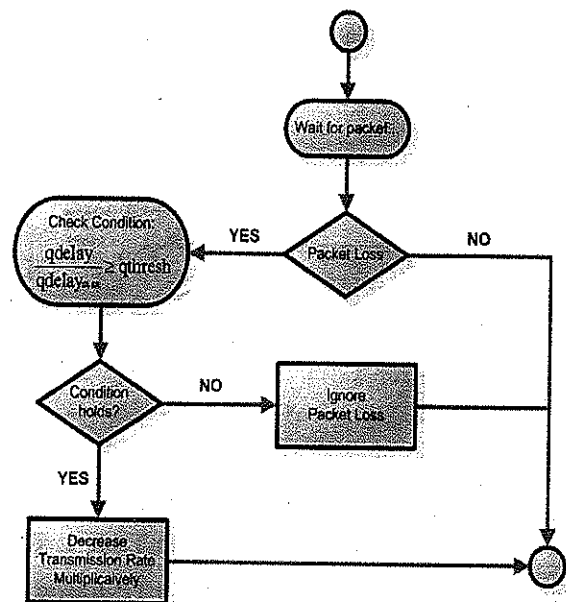 Wait for packet
Packet Loss
YES
NO
Check Condition:
qdelay
qdelay
≥ qthresh
Condition
holds?
NO
Ignore
Packet Loss
YES
Decrease
Transmission Rate
Multiplicaively